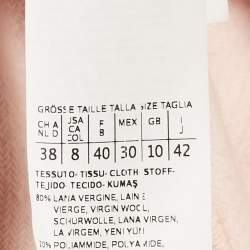 GRÖSSE TAILLE TALLA SIZE TAGLIA
CH A NL D
USA CA COL
F B
MEX
GB
I J
38 8 40 30 10 42
TESSUTO-TISSU-CLOTH STOFF-
TEJIDO-TECIDO-KUMAŞ
80% LANA VERGINE, LAINE
VIERGE, VIRGIN WOOL,
SCHURWOLLE, LANA VIRGEN,
LA VIRGEM, YENI YÜN
20% POLIAMMIDE, POLYAMIDE,